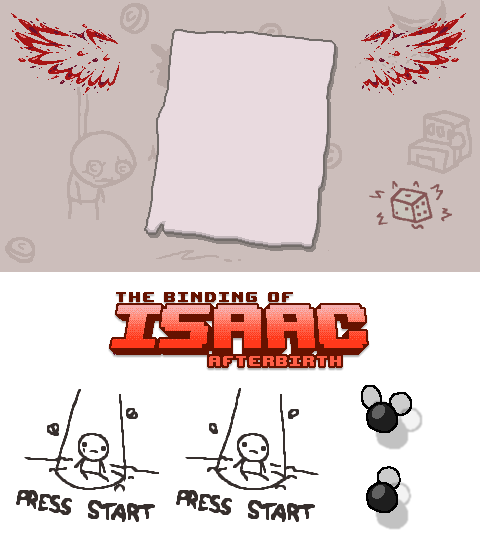 THE BINDING OF
ISAAC
AFTERBIRTH
PRESS START
PRESS START